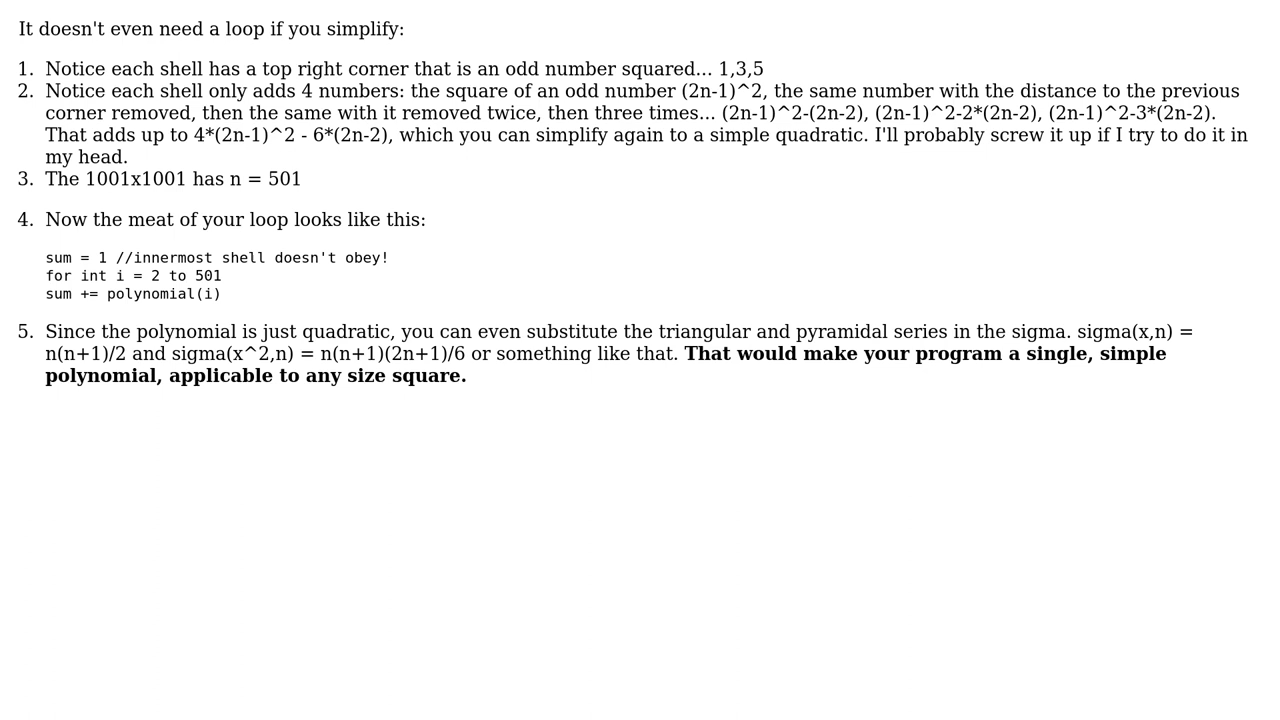 It doesn't even need a loop if you simplify:
1. Notice each shell has a top right corner that is an odd number squared... 1,3,5
2. Notice each shell only adds 4 numbers: the square of an odd number (2n-1)^2, the same number with the distance to the previous
corner removed, then the same with it removed twice, then three times... (2n-1)^2-(2n-2), (2n-1)^2-2*(2n-2), (2n-1)^2-3*(2n-2).
That adds up to 4*(2n-1)^2 - 6*(2n-2), which you can simplify again to a simple quadratic. I'll probably screw it up if I try to do it in
my head.
3. The 1001x1001 has n = 501
4. Now the meat of your loop looks like this:
sum = 1 //innermost shell doesn't obey!
for int i = 2 to 501
sum += polynomial(i)
5. Since the polynomial is just quadratic, you can even substitute the triangular and pyramidal series in the sigma. sigma(x,n) =
n(n+1)/2 and sigma(x^2,n) = n(n+1)(2n+1)/6 or something like that. That would make your program a single, simple
polynomial, applicable to any size square.